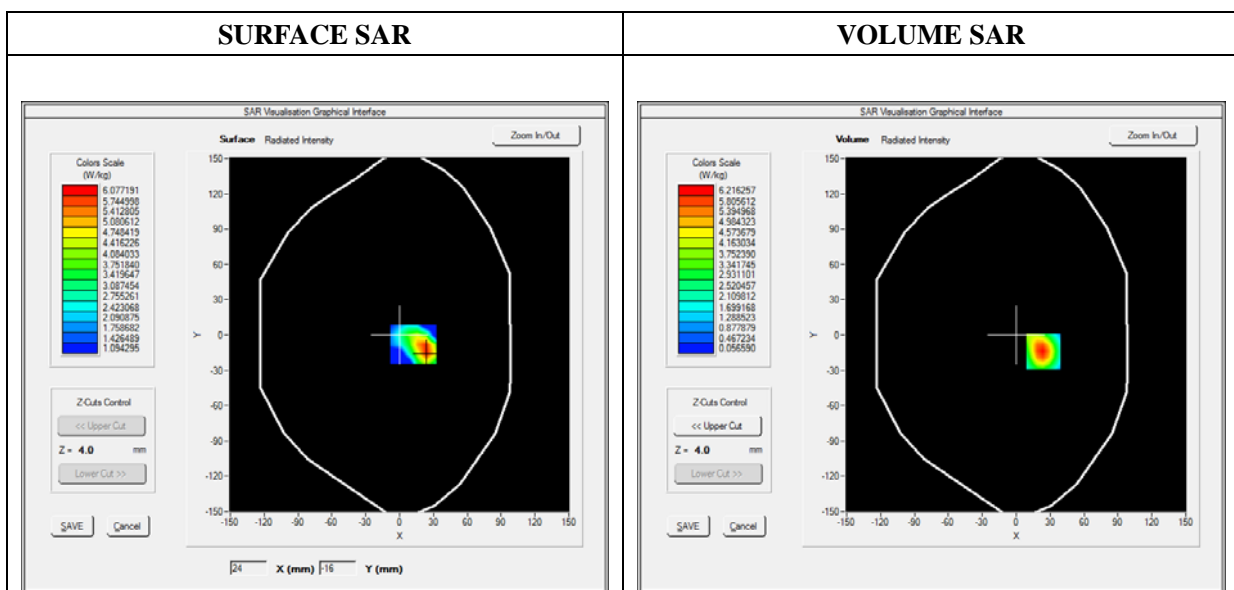 SURFACE SAR
VOLUME SAR
SAR Visualisation Graphical Interface
Surface Radiated Intensity
Zoom In/Out
Colors Scale
(W/kg)
6.077191
5.744998
5.412805
5.080612
4.748419
4.416226
4.084033
3.751840
3.419647
3.087454
2.755261
2.423068
2.090875
1.758682
1.426489
1.094295
150
120
90
60
30
0
-30
-60
-90
-120
-150
Y
-150 -120 -90 -60 -30 0 30 60 90 120 150
X
Z-Cuts Control
<< Upper Cut
Z = 4.0 mm
Lower Cut >>
SAVE Cancel
24 X (mm) -16 Y (mm)
SAR Visualisation Graphical Interface
Volume Radiated Intensity
Zoom In/Out
Colors Scale
(W/kg)
6.216257
5.805612
5.394968
4.984323
4.573679
4.163034
3.752390
3.341745
2.931101
2.520457
2.109812
1.699168
1.288523
0.877879
0.467234
0.056590
150
120
90
60
30
0
-30
-60
-90
-120
-150
Y
-150 -120 -90 -60 -30 0 30 60 90 120 150
X
Z-Cuts Control
<< Upper Cut
Z = 4.0 mm
Lower Cut >>
SAVE Cancel